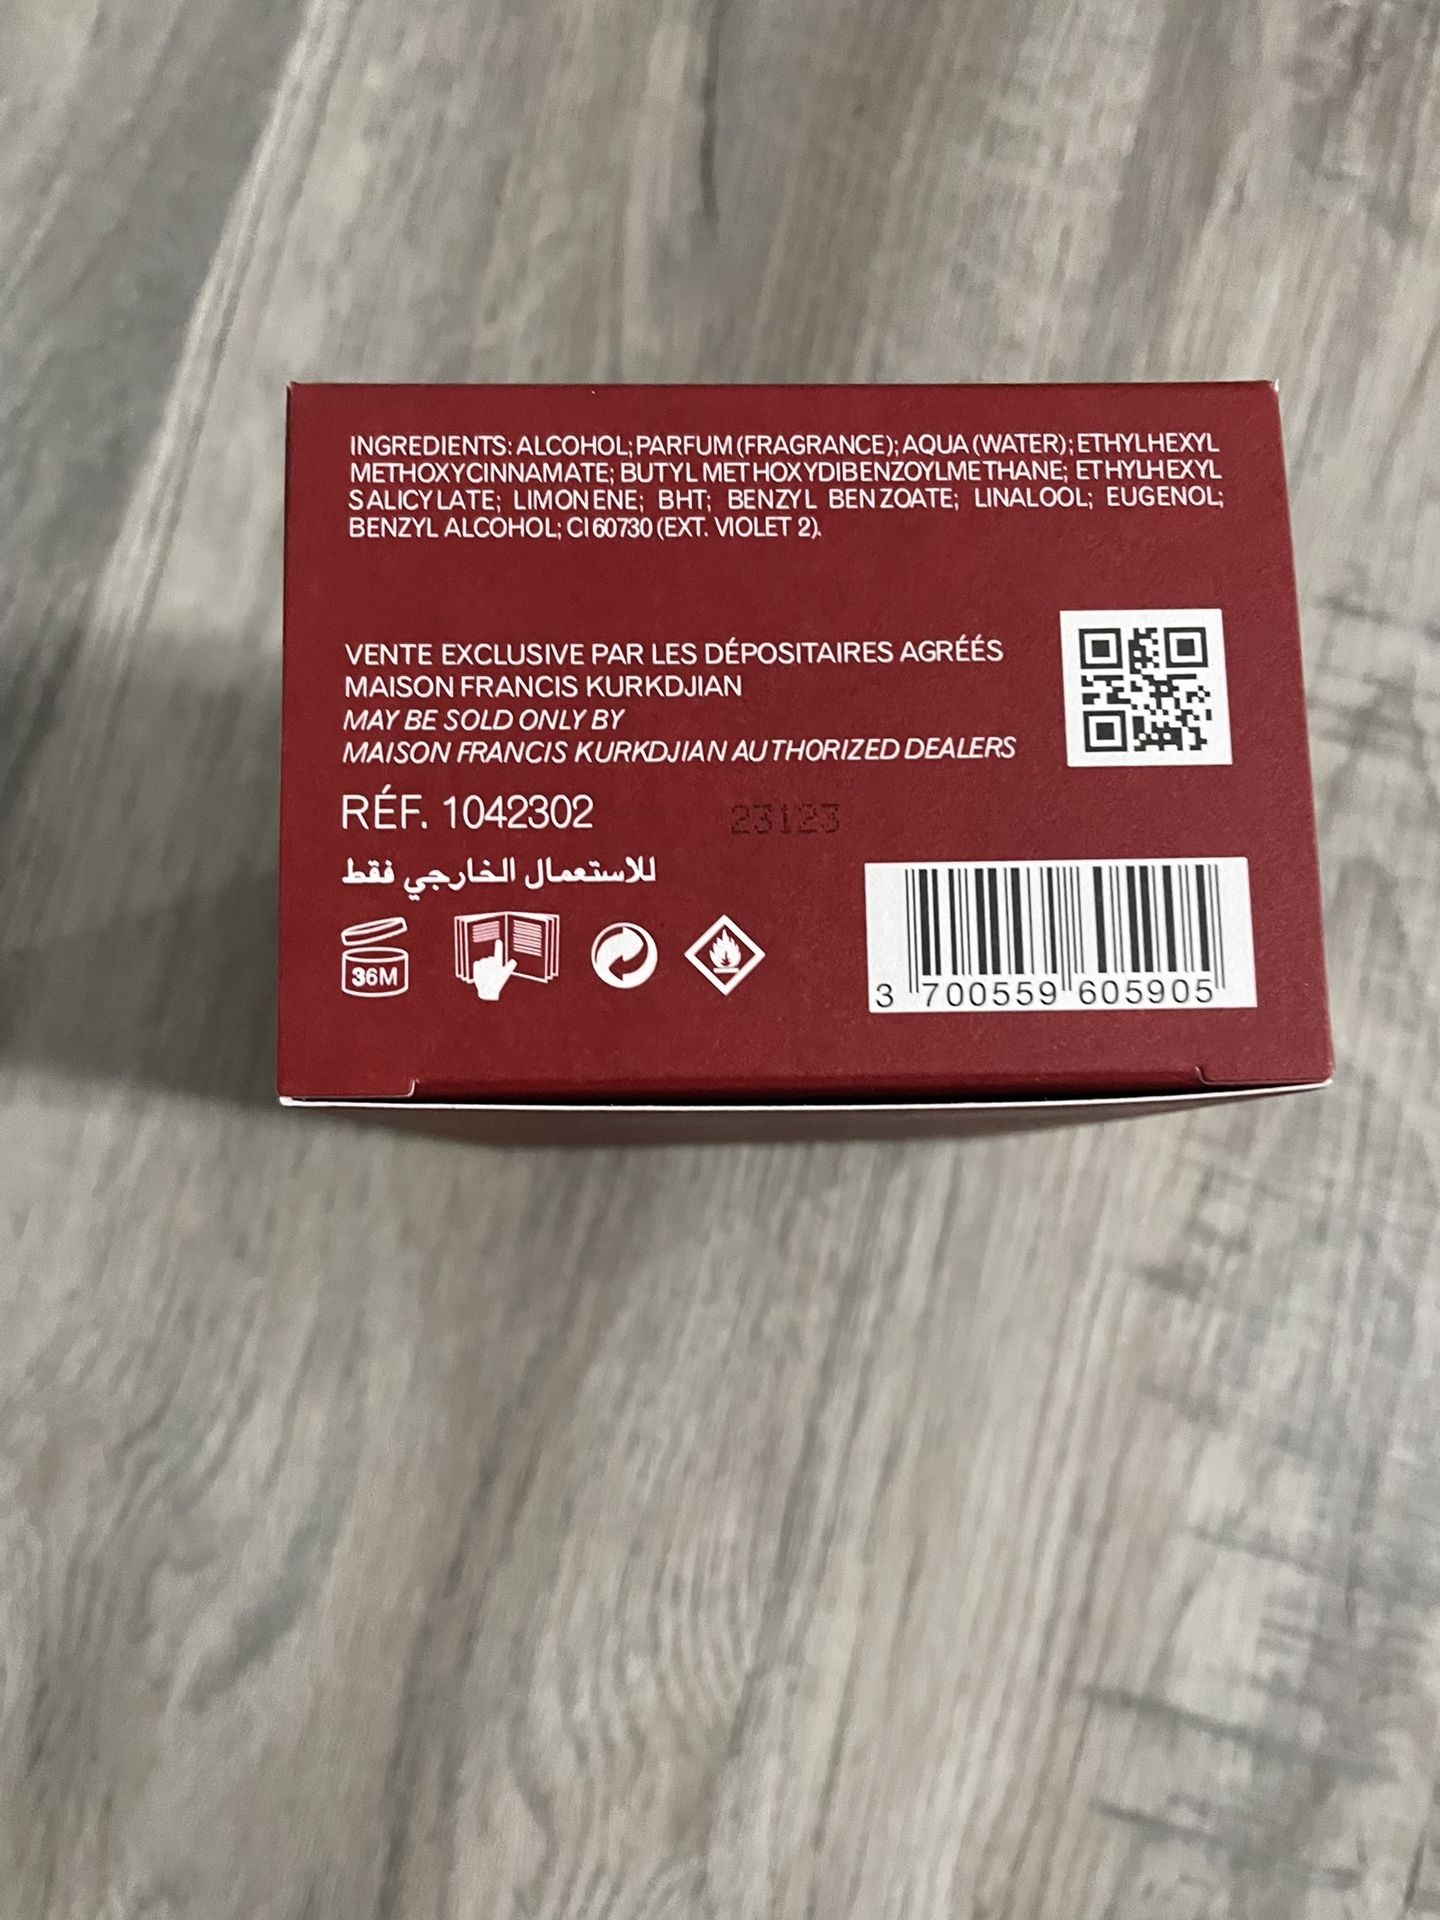 INGREDIENTS: ALCOHOL; PARFUM (FRAGRANCE); AQUA (WATER); ETHYLHEXYL
METHOXYCINNAMATE; BUTYL METHOXYDIBENZOYLMETHANE; ETHYLHEXYL
SALICYLATE; LIMONENE; BHT; BENZYL BENZOATE; LINALOOL; EUGENOL;
BENZYL ALCOHOL; CI 60730 (EXT. VIOLET 2).
VENTE EXCLUSIVE PAR LES DÉPOSITAIRES AGRÉÉS
MAISON FRANCIS KURKDJIAN
MAY BE SOLD ONLY BY
MAISON FRANCIS KURKDJIAN AUTHORIZED DEALERS
RÉF. 1042302
23123
للاستعمال الخارجي فقط
36M
3 700559 605905